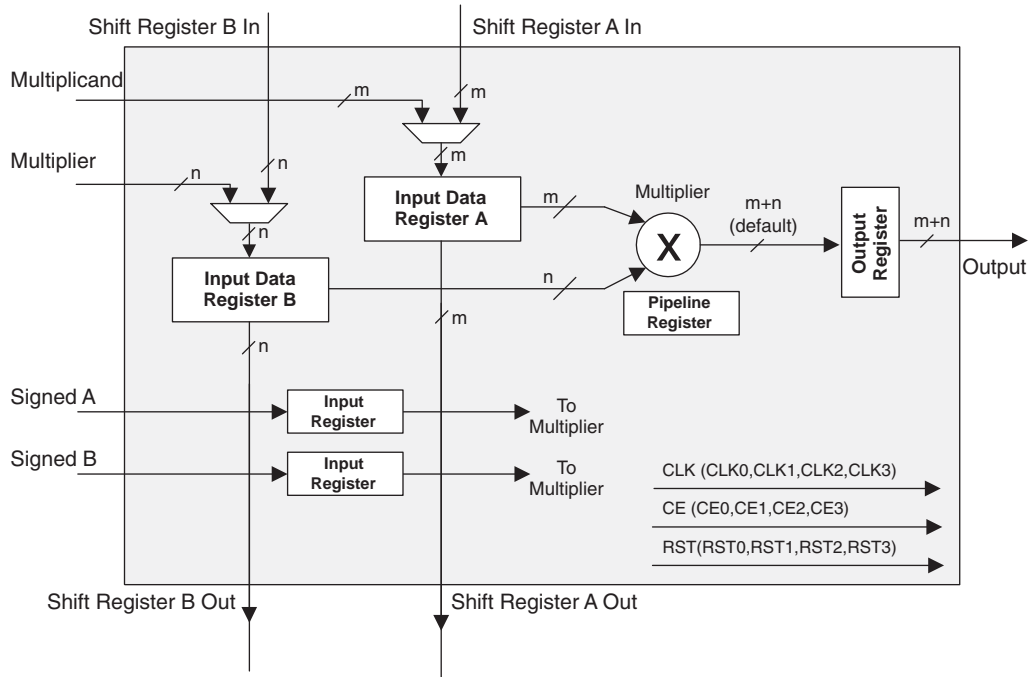 Shift Register B In
Shift Register A In
Multiplicand
m
m
Multiplier
n
n
m
Input Data
Register A
m
Multiplier
m+n
(default)
Output
Register
m+n
Output
n
Input Data
Register B
n
X
Pipeline
Register
m
n
Signed A
Input
Register
To
Multiplier
Signed B
Input
Register
To
Multiplier
CLK (CLK0,CLK1,CLK2,CLK3)
CE (CE0,CE1,CE2,CE3)
RST(RST0,RST1,RST2,RST3)
Shift Register B Out
Shift Register A Out